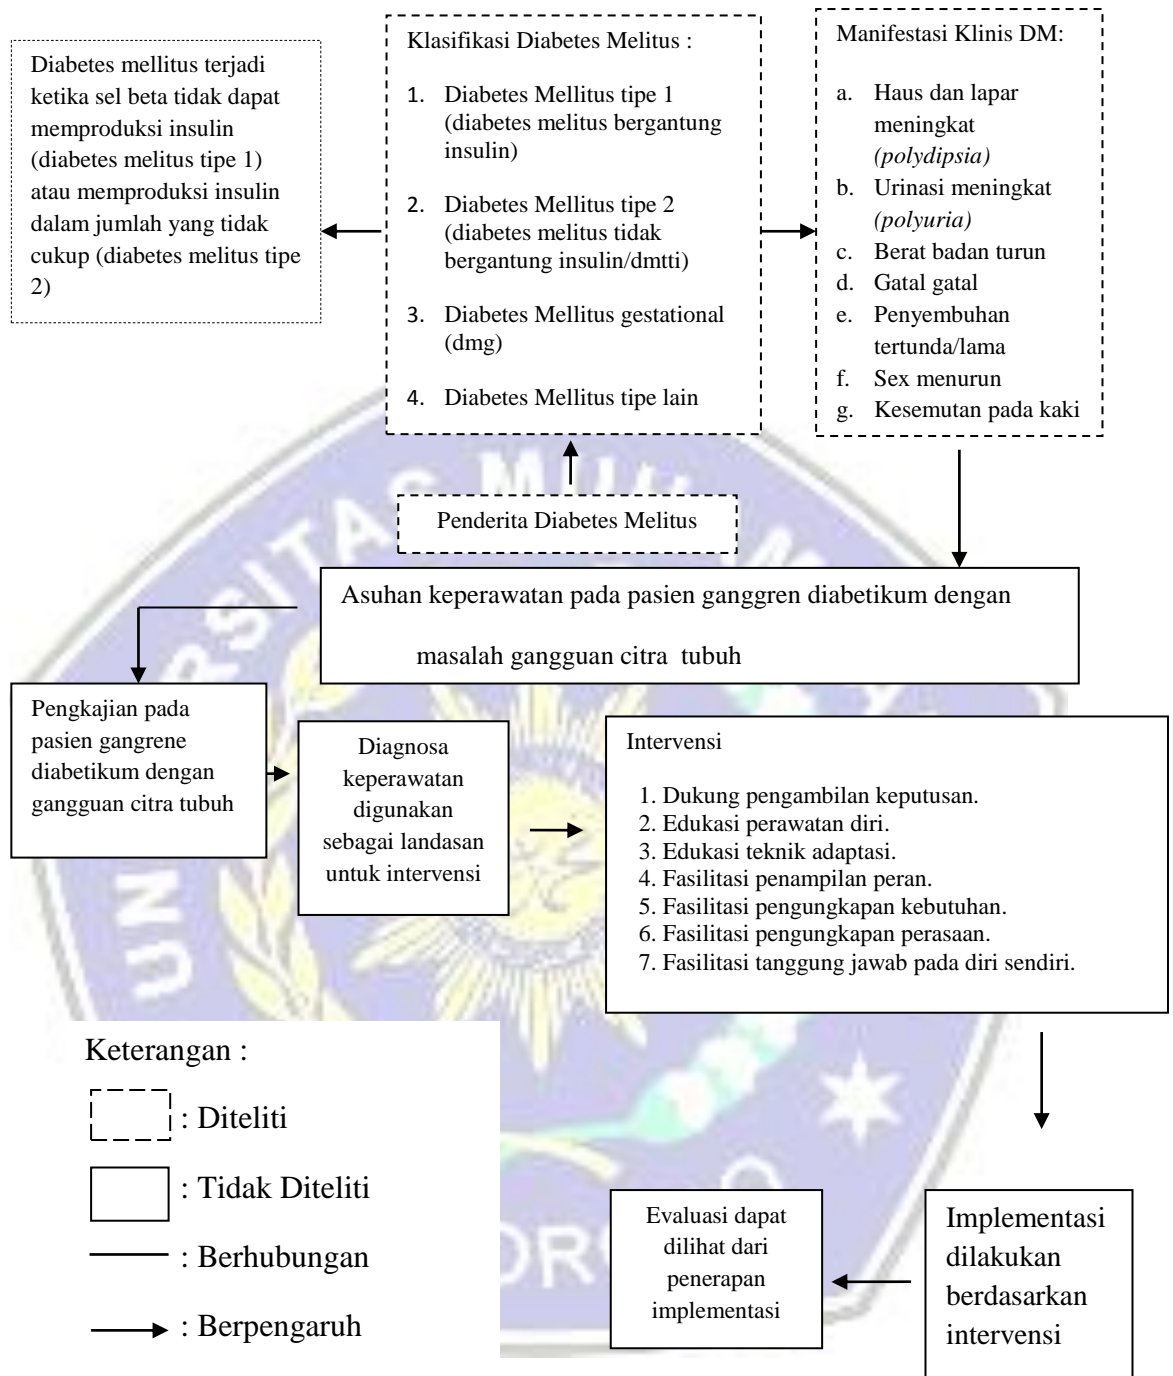 Diabetes mellitus terjadi
ketika sel beta tidak dapat
memproduksi insulin
(diabetes melitus tipe 1)
atau memproduksi insulin
dalam jumlah yang tidak
cukup (diabetes melitus tipe
2)
Klasifikasi Diabetes Melitus :
1. Diabetes Mellitus tipe 1
(diabetes melitus bergantung
insulin)
2. Diabetes Mellitus tipe 2
(diabetes melitus tidak
bergantung insulin/dmtti)
3. Diabetes Mellitus gestational
(dmg)
4. Diabetes Mellitus tipe lain
Manifestasi Klinis DM:
a. Haus dan lapar
meningkat
(polydipsia)
b. Urinasi meningkat
(polyuria)
c. Berat badan turun
d. Gatal gatal
e. Penyembuhan
tertunda/lama
f. Sex menurun
g. Kesemutan pada kaki
Penderita Diabetes Melitus
Asuhan keperawatan pada pasien ganggren diabetikum dengan
masalah gangguan citra tubuh
Pengkajian pada
pasien gangrene
diabetikum dengan
gangguan citra tubuh
Diagnosa
keperawatan
digunakan
sebagai landasan
untuk intervensi
Intervensi
1. Dukung pengambilan keputusan.
2. Edukasi perawatan diri.
3. Edukasi teknik adaptasi.
4. Fasilitasi penampilan peran.
5. Fasilitasi pengungkapan kebutuhan.
6. Fasilitasi pengungkapan perasaan.
7. Fasilitasi tanggung jawab pada diri sendiri.
Keterangan :
: Diteliti
: Tidak Diteliti
: Berhubungan
: Berpengaruh
Evaluasi dapat
dilihat dari
penerapan
implementasi
Implementasi
dilakukan
berdasarkan
intervensi